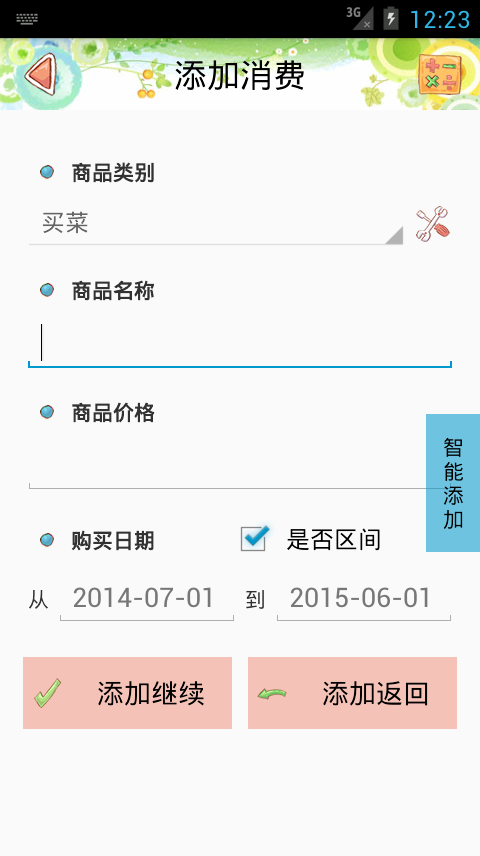 3G 12:23
添加消费
商品类别
买菜
商品名称
商品价格
智能添加
购买日期 是否区间
从 2014-07-01 到 2015-06-01
添加继续 添加返回